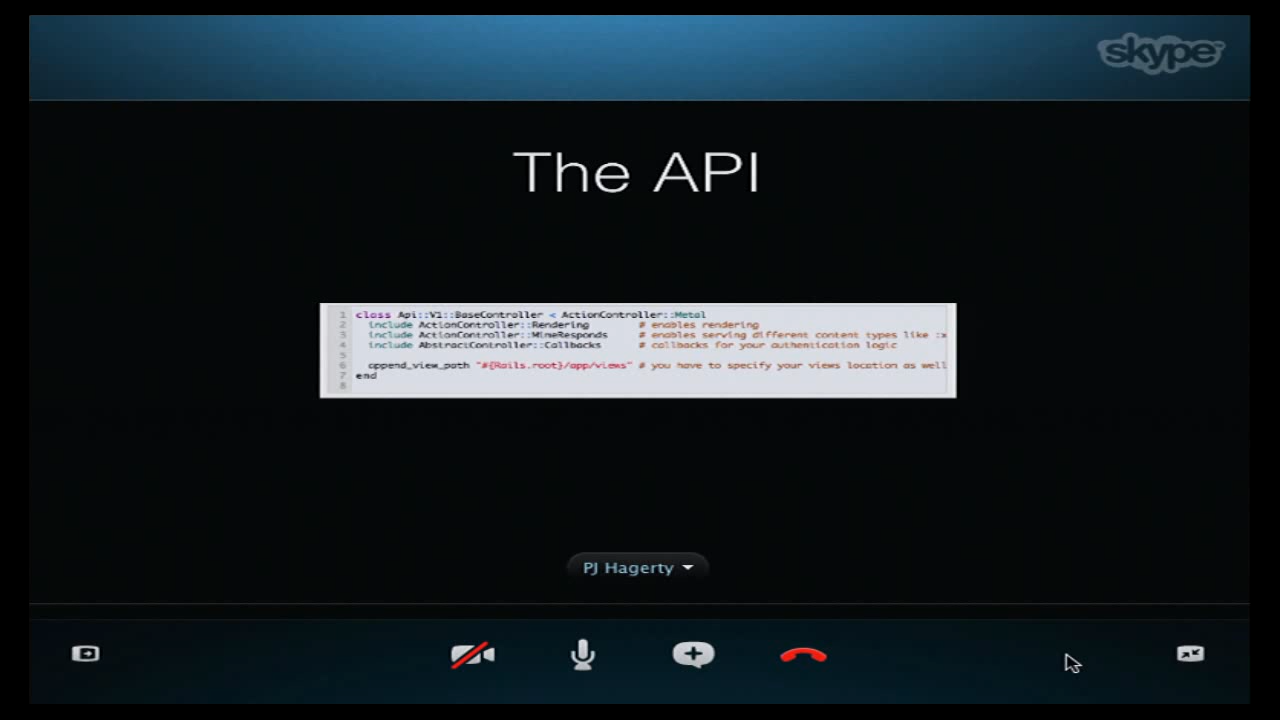 skype
The API
1 class Api::V1::BaseController < ActionController::Metal
2 include ActionController::Rendering # enables rendering
3 include ActionController::MimeResponds # enables serving different content types like :x
4 include AbstractController::Callbacks # callbacks for your authentication logic
5
6 append_view_path "#{Rails.root}/app/views" # you have to specify your views location as well
7 end
8
PJ Hagerty